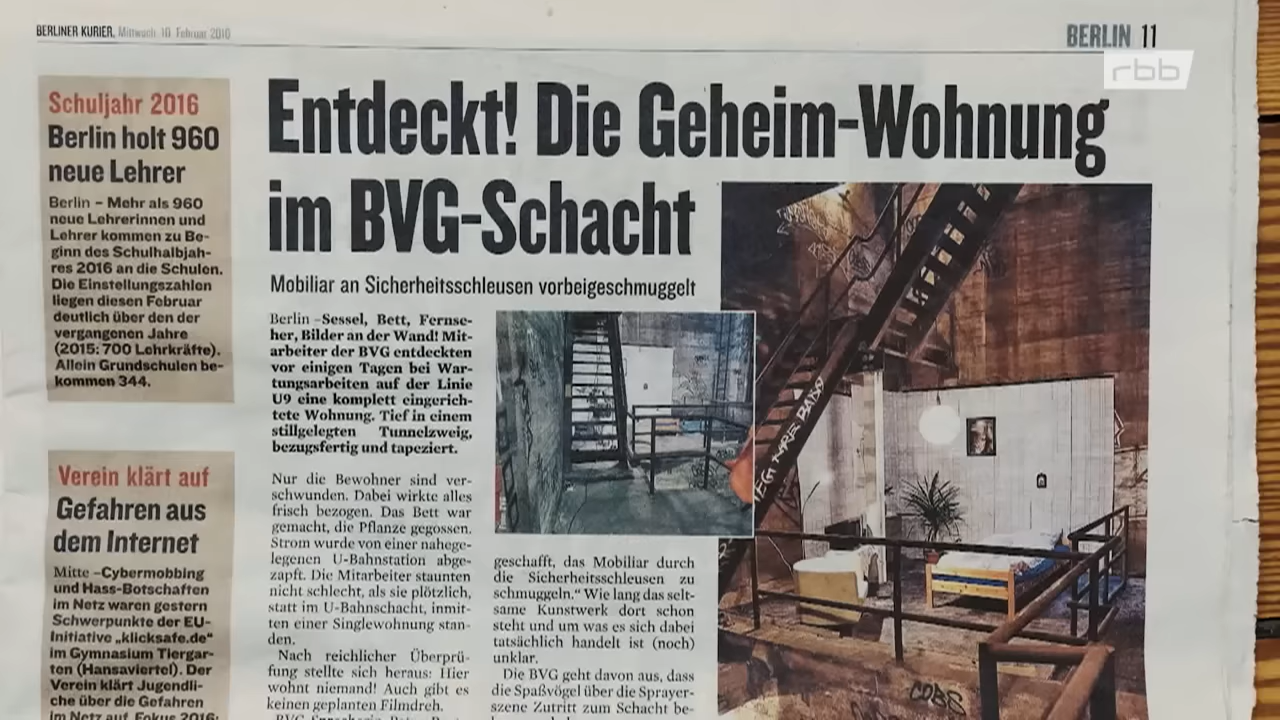 BERLINER KURIER, Mittwoch, 10. Februar 2016
BERLIN 11
rbb
Schuljahr 2016
Berlin holt 960
neue Lehrer
Berlin – Mehr als 960
neue Lehrerinnen und
Lehrer kommen zu Be-
ginn des Schulhalbjah-
res 2016 an die Schulen.
Die Einstellungszahlen
liegen diesen Februar
deutlich über den der
vergangenen Jahre
(2015: 700 Lehrkräfte).
Allein Grundschulen be-
kommen 344.
Verein klärt auf
Gefahren aus
dem Internet
Mitte –Cybermobbing
und Hass-Botschaften
im Netz waren gestern
Schwerpunkte der EU-
Initiative „klicksafe.de“
im Gymnasium Tiergar-
ten (Hansaviertel). Der
Verein klärt Jugendli-
che über die Gefahren
im Netz auf. Fokus 2016:
Entdeckt! Die Geheim-Wohnung
im BVG-Schacht
Mobiliar an Sicherheitsschleusen vorbeigeschmuggelt
Berlin –Sessel, Bett, Fernse-
her, Bilder an der Wand! Mit-
arbeiter der BVG entdeckten
vor einigen Tagen bei War-
tungsarbeiten auf der Linie
U9 eine komplett eingerich-
tete Wohnung. Tief in einem
stillgelegten Tunnelzweig,
bezugsfertig und tapeziert.
Nur die Bewohner sind ver-
schwunden. Dabei wirkte alles
frisch bezogen. Das Bett war
gemacht, die Pflanze gegossen.
Strom wurde von einer nahege-
legenen U-Bahnstation abge-
zapft. Die Mitarbeiter staunten
nicht schlecht, als sie plötzlich,
statt im U-Bahnschacht, inmit-
ten einer Singlewohnung stan-
den.
Nach reichlicher Überprü-
fung stellte sich heraus: Hier
wohnt niemand! Auch gibt es
keinen geplanten Filmdreh.
geschafft, das Mobiliar durch
die Sicherheitsschleusen zu
schmuggeln.“ Wie lang das selt-
same Kunstwerk dort schon
steht und um was es sich dabei
tatsächlich handelt ist (noch)
unklar.
Die BVG geht davon aus, dass
die Spaßvögel über die Sprayer-
szene Zutritt zum Schacht be-
COBS